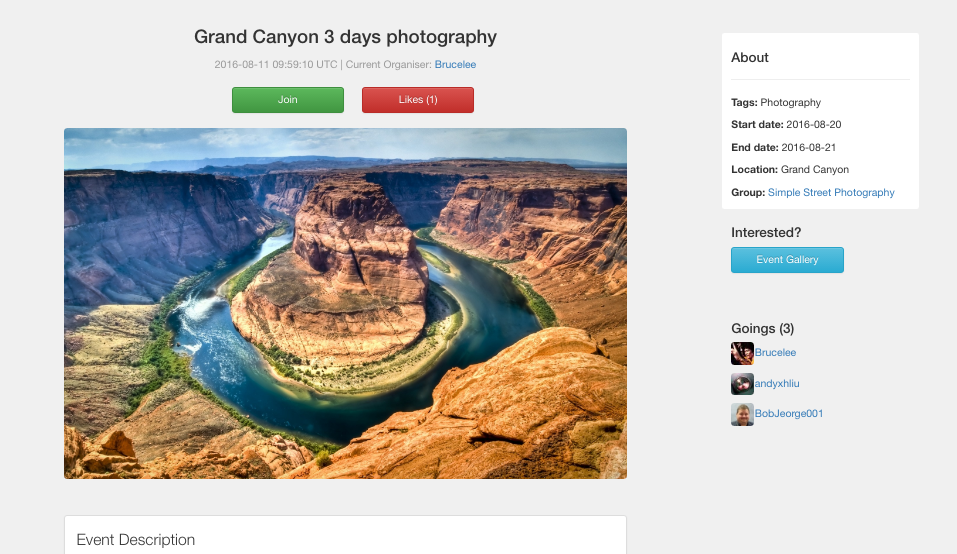 Grand Canyon 3 days photography
2016-08-11 09:59:10 UTC | Current Organiser: Brucelee
Join
Likes (1)
Event Description
About
Tags: Photography
Start date: 2016-08-20
End date: 2016-08-21
Location: Grand Canyon
Group: Simple Street Photography
Interested?
Event Gallery
Goings (3)
Brucelee
andyxhliu
BobJeorge001